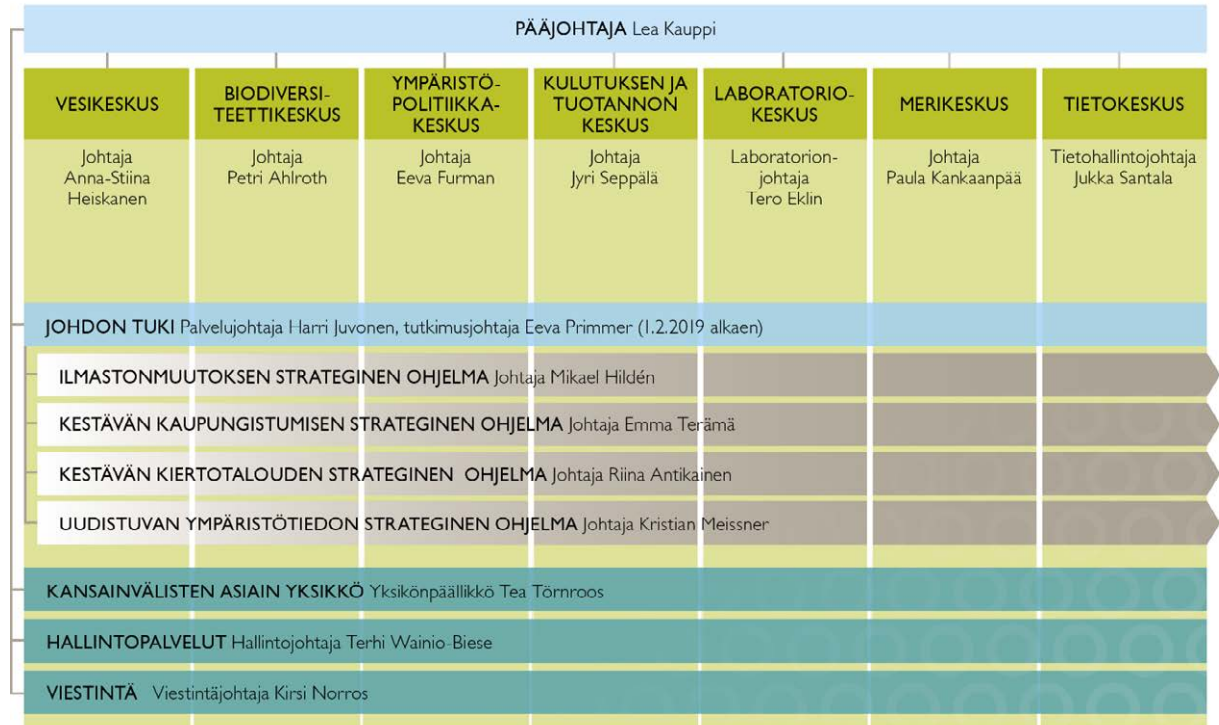 PÄÄJOHTAJA Lea Kauppi
VESIKESKUS
BIODIVERSI-
TEETTIKESKUS
YMPÄRISTÖ-
POLITIIKKA-
KESKUS
KULUTUKSEN JA
TUOTANNON
KESKUS
LABORATORIO-
KESKUS
MERIKESKUS
TIETOKESKUS
Johtaja
Anna-Stiina
Heiskanen
Johtaja
Petri Ahlroth
Johtaja
Eeva Furman
Johtaja
Jyri Seppälä
Laboratorion-
johtaja
Tero Eklin
Johtaja
Paula Kankaanpää
Tietohallintojohtaja
Jukka Santala
JOHDON TUKI Palvelujohtaja Harri Juvonen, tutkimusjohtaja Eeva Primmer (1.2.2019 alkaen)
ILMASTONMUUTOKSEN STRATEGINEN OHJELMA Johtaja Mikael Hildén
KESTÄVÄN KAUPUNGISTUMISEN STRATEGINEN OHJELMA Johtaja Emma Terämä
KESTÄVÄN KIERTOTALOUDEN STRATEGINEN OHJELMA Johtaja Riina Antikainen
UUDISTUVAN YMPÄRISTÖTIEDON STRATEGINEN OHJELMA Johtaja Kristian Meissner
KANSAINVÄLISTEN ASIAIN YKSIKKÖ Yksikönpäällikkö Tea Törnroos
HALLINTOPALVELUT Hallintojohtaja Terhi Wainio-Biese
VIESTINTÄ Viestintäjohtaja Kirsi Norros